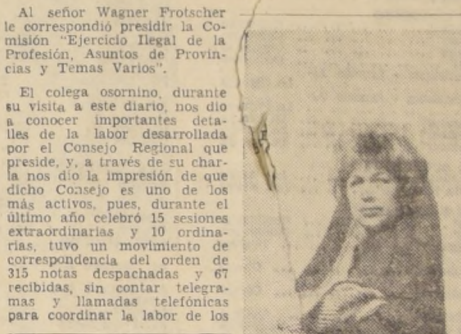 Al señor Wagner Frotscher
le correspondió presidir la Co-
misión "Ejercicio Ilegal de la
Profesión, Asuntos de Provin-
cias y Temas Varios".
El colega osornino, durante
su visita a este diario, nos dio
a conocer importantes deta-
lles de la labor desarrollada
por el Consejo Regional que
preside, y, a través de su char-
la nos dio la impresión de que
dicho Consejo es uno de los
más activos, pues, durante el
último año celebró 15 sesiones
extraordinarias y 10 ordina-
rias, tuvo un movimiento de
correspondencia del orden de
315 notas despachadas y 67
recibidas, sin contar telegra-
mas y llamadas telefónicas
para coordinar la labor de los